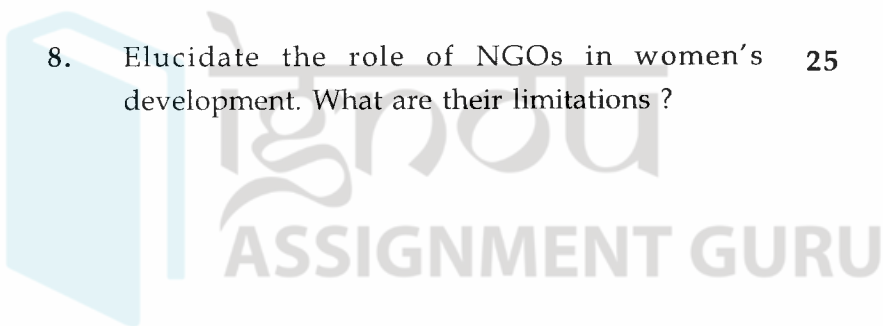 8. Elucidate the role of NGOs in women's 25
development. What are their limitations ?
ignou
ASSIGNMENT GURU